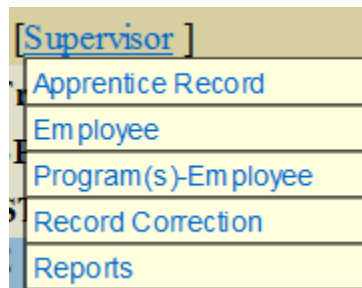 [Supervisor ]
Apprentice Record
Employee
Program(s)-Employee
Record Correction
Reports